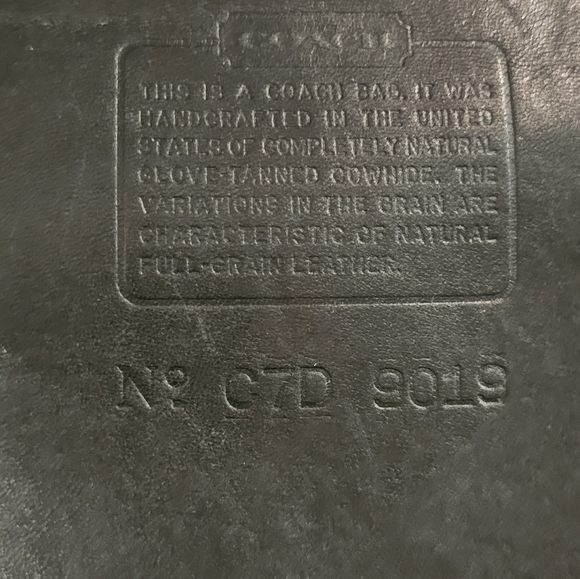 COACH
THIS IS A COACH BAG. IT WAS
HANDCRAFTED IN THE UNITED
STATES OF COMPLETELY NATURAL
GLOVE-TANNED COWHIDE. THE
VARIATIONS IN THE GRAIN ARE
CHARACTERISTIC OF NATURAL
FULL-GRAIN LEATHER.
Nº C7D 9019